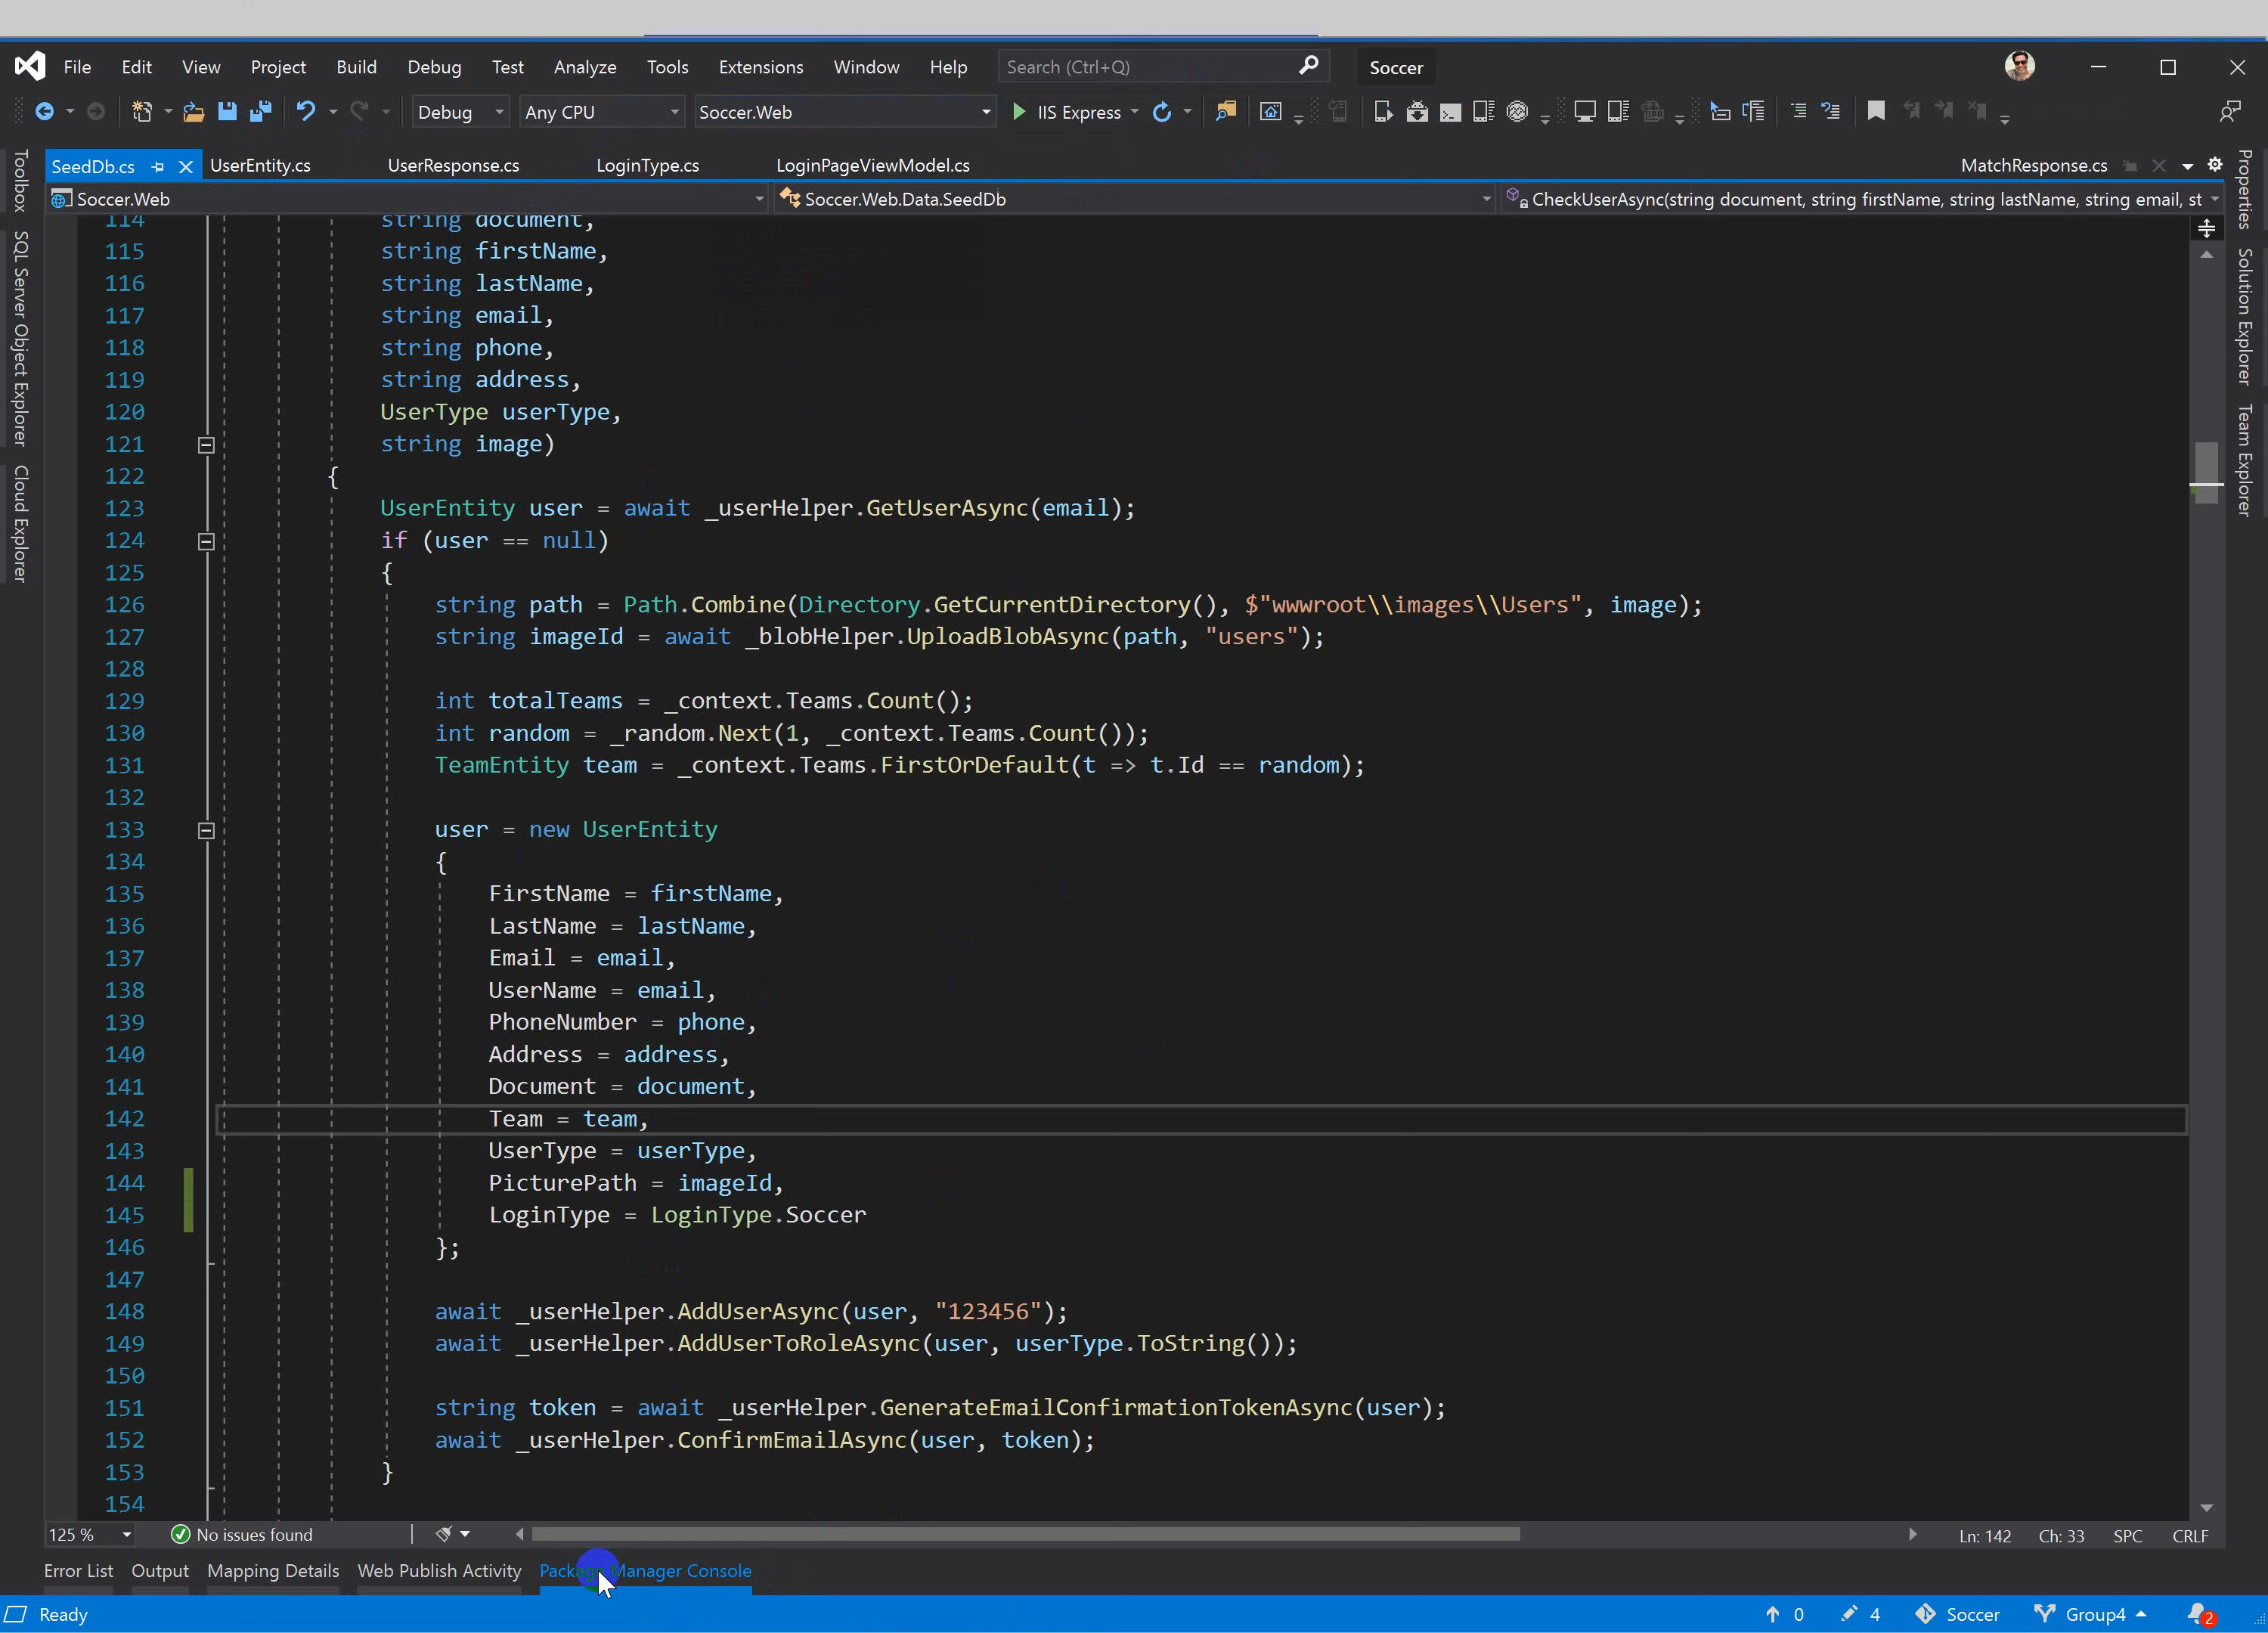 File Edit View Project Build Debug Test Analyze Tools Extensions Window Help Search (Ctrl+Q) Soccer
Debug Any CPU Soccer.Web IIS Express
SeedDb.cs UserEntity.cs UserResponse.cs LoginType.cs LoginPageViewModel.cs MatchResponse.cs
Soccer.Web Soccer.Web.Data.SeedDb CheckUserAsync(string document, string firstName, string lastName, string email, st
Toolbox
SQL Server Object Explorer
Cloud Explorer
114 string document,
115 string firstName,
116 string lastName,
117 string email,
118 string phone,
119 string address,
120 UserType userType,
121 string image)
122 {
123 UserEntity user = await _userHelper.GetUserAsync(email);
124 if (user == null)
125 {
126 string path = Path.Combine(Directory.GetCurrentDirectory(), $"wwwroot\\images\\Users", image);
127 string imageId = await _blobHelper.UploadBlobAsync(path, "users");
128
129 int totalTeams = _context.Teams.Count();
130 int random = _random.Next(1, _context.Teams.Count());
131 TeamEntity team = _context.Teams.FirstOrDefault(t => t.Id == random);
132
133 user = new UserEntity
134 {
135 FirstName = firstName,
136 LastName = lastName,
137 Email = email,
138 UserName = email,
139 PhoneNumber = phone,
140 Address = address,
141 Document = document,
142 Team = team,
143 UserType = userType,
144 PicturePath = imageId,
145 LoginType = LoginType.Soccer
146 };
147
148 await _userHelper.AddUserAsync(user, "123456");
149 await _userHelper.AddUserToRoleAsync(user, userType.ToString());
150
151 string token = await _userHelper.GenerateEmailConfirmationTokenAsync(user);
152 await _userHelper.ConfirmEmailAsync(user, token);
153 }
154
Properties
Solution Explorer
Team Explorer
125 % No issues found Ln: 142 Ch: 33 SPC CRLF
Error List Output Mapping Details Web Publish Activity Package Manager Console
Ready 0 4 Soccer Group4 2